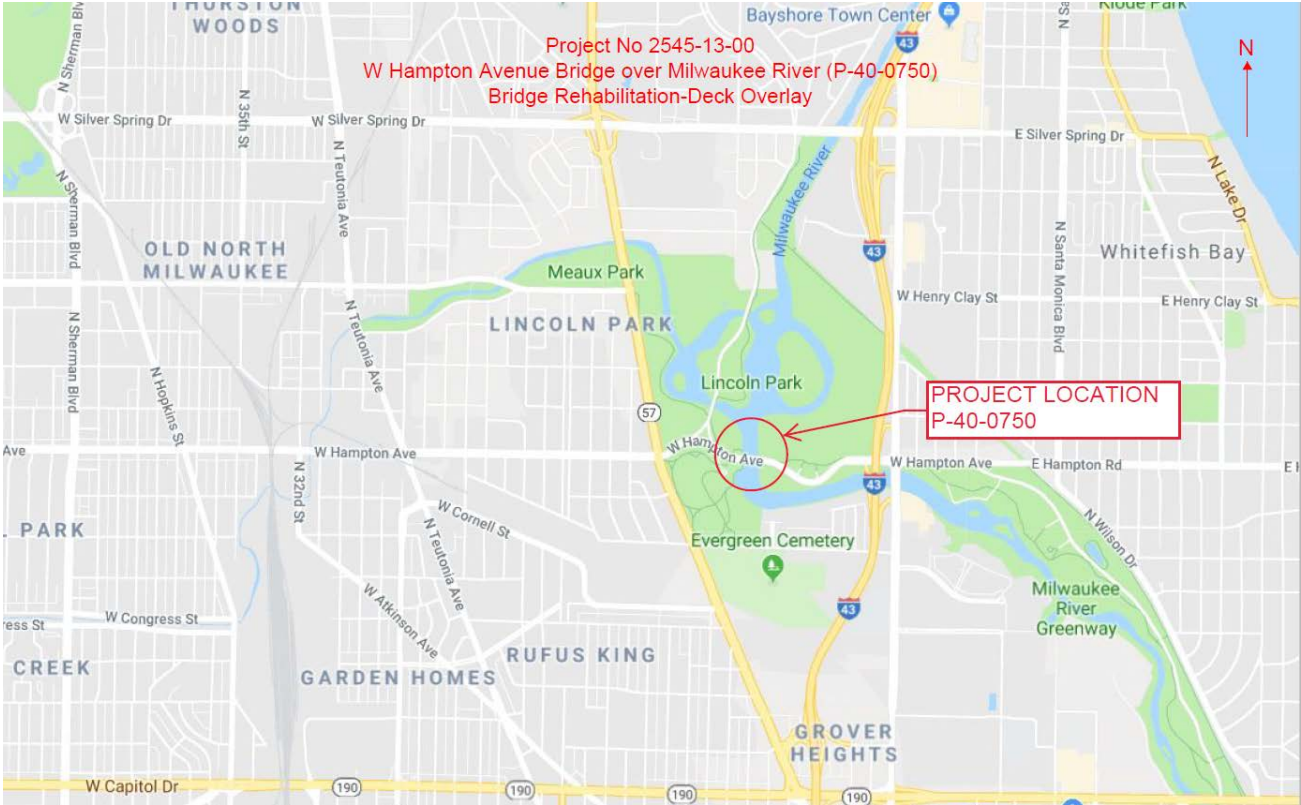 THURSTON
WOODS
Bayshore Town Center
Klode Park
43
Project No 2545-13-00
W Hampton Avenue Bridge over Milwaukee River (P-40-0750)
Bridge Rehabilitation-Deck Overlay
N
N Sherman Blvd
N 35th St
W Silver Spring Dr
W Silver Spring Dr
E Silver Spring Dr
N Teutonia Ave
Milwaukee River
N Lake Dr
N Sherman Blvd
OLD NORTH
MILWAUKEE
Meaux Park
43
N Santa Monica Blvd
Whitefish Bay
W Henry Clay St
E Henry Clay St
N Teutonia Ave
LINCOLN PARK
N Sherman Blvd
N Hopkins St
Lincoln Park
PROJECT LOCATION
P-40-0750
57
Ave
W Hampton Ave
W Hampton Ave
W Hampton Ave
E Hampton Rd
N 32nd St
43
PARK
W Cornell St
N Teutonia Ave
Evergreen Cemetery
N Wilson Dr
W Atkinson Ave
Milwaukee
River
Greenway
43
ress St
W Congress St
CREEK
GARDEN HOMES
RUFUS KING
GROVER
HEIGHTS
W Capitol Dr
190
190
190
190